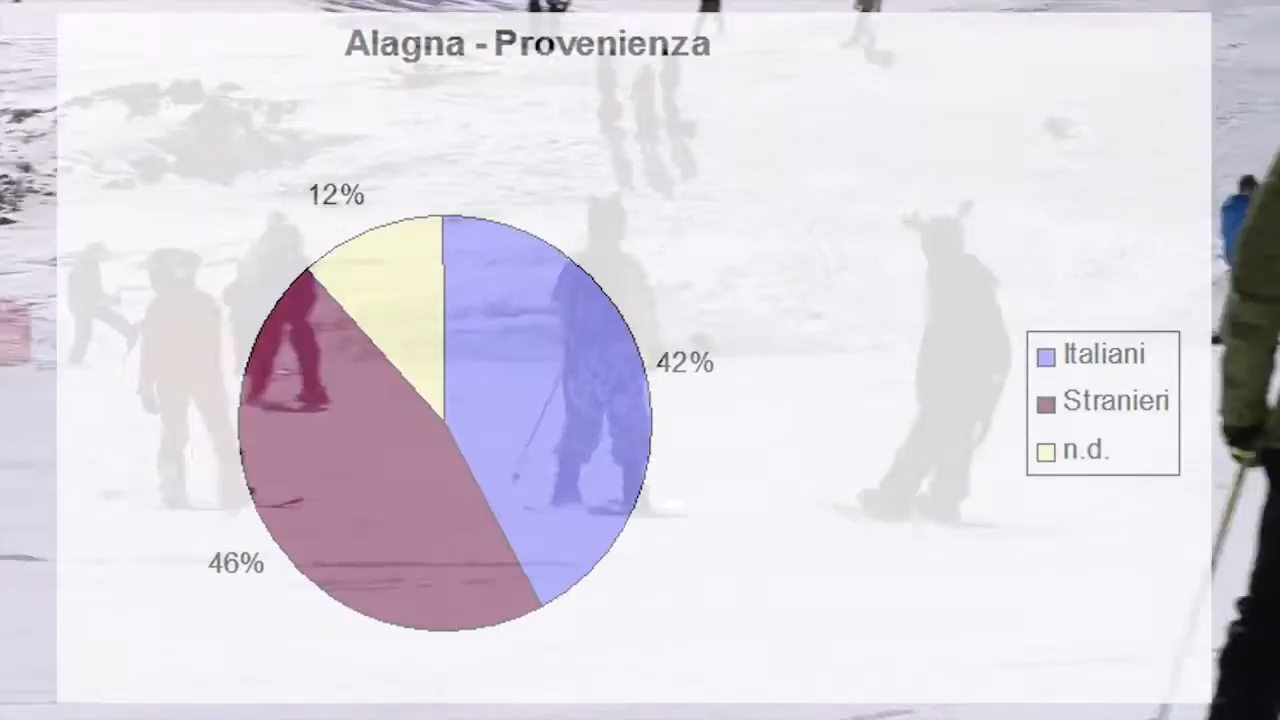 Alagna - Provenienza
12%
42%
46%
Italiani
Stranieri
n.d.